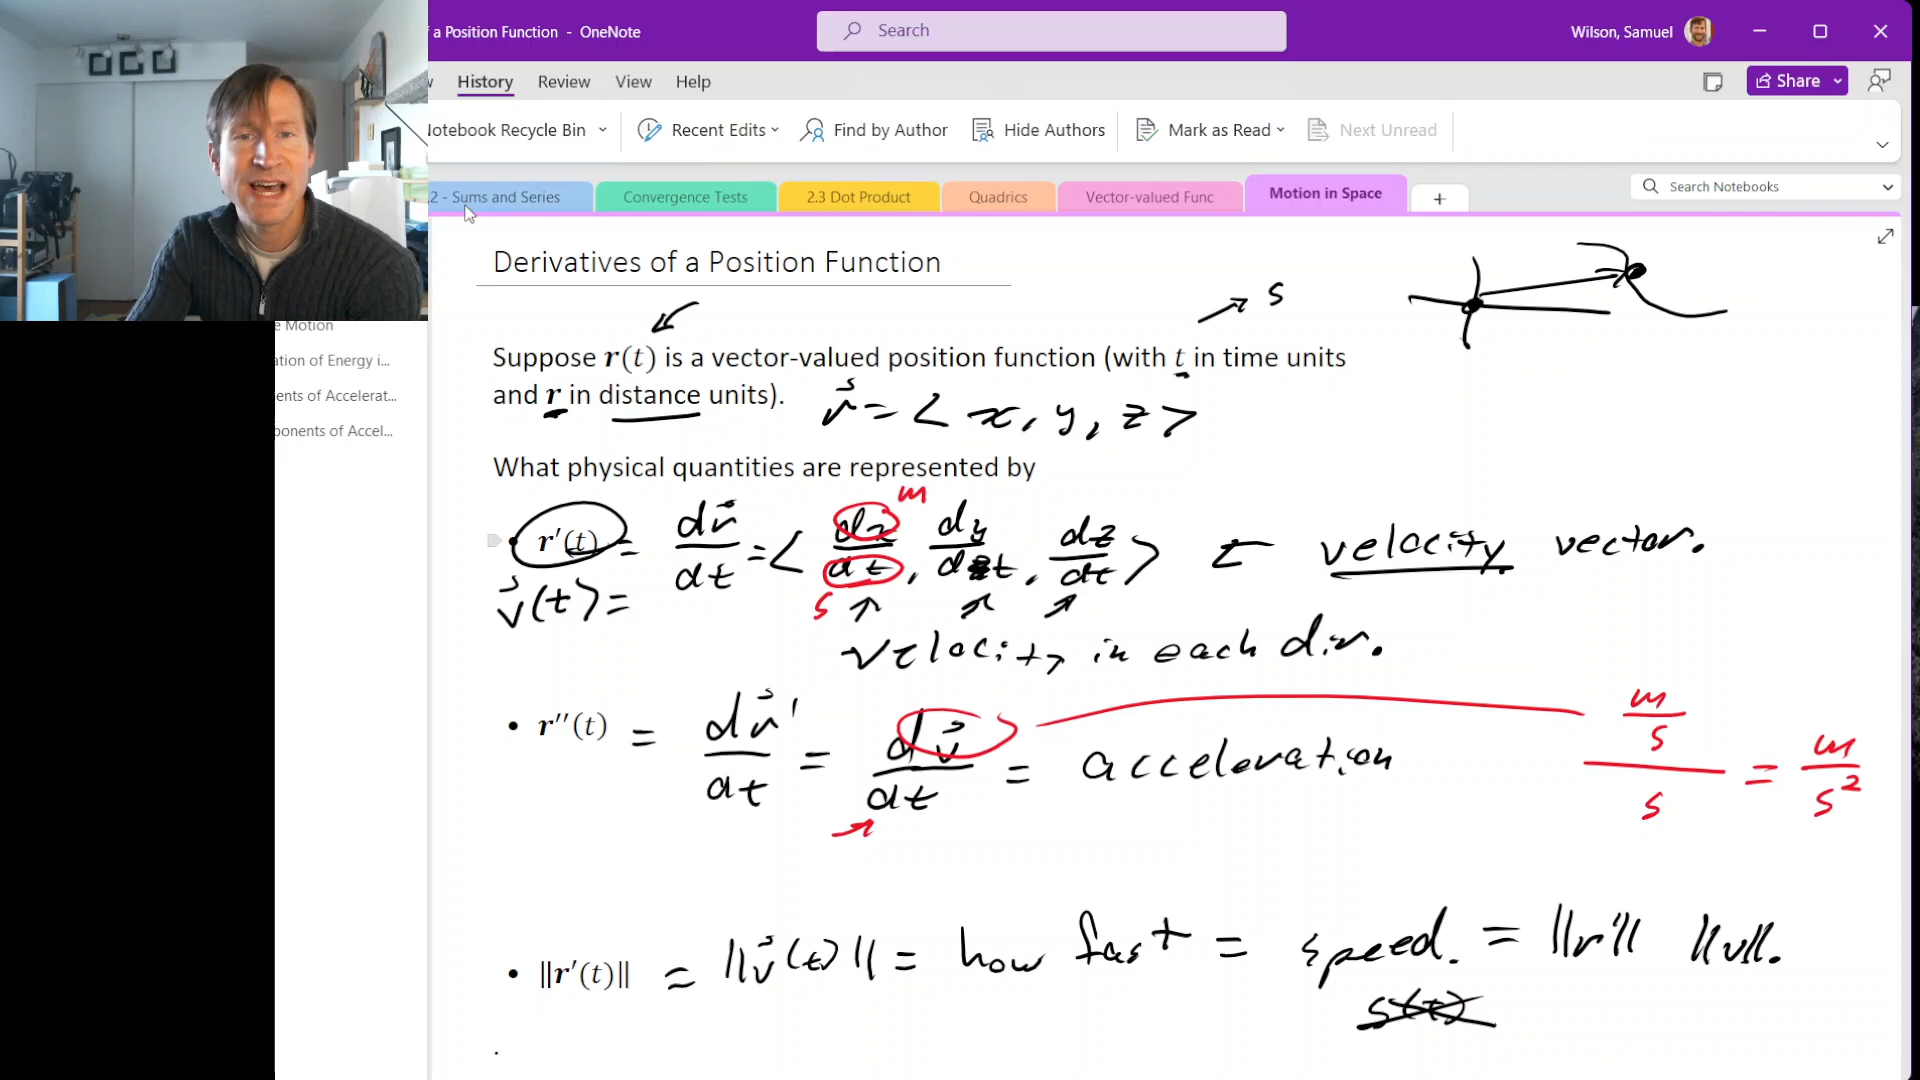 a Position Function - OneNote
Search
Wilson, Samuel
History Review View Help
Share
Notebook Recycle Bin
Recent Edits
Find by Author
Hide Authors
Mark as Read
Next Unread
2 - Sums and Series
Convergence Tests
2.3 Dot Product
Quadrics
Vector-valued Func
Motion in Space
+
Search Notebooks
e Motion
ation of Energy i...
ents of Accelerat...
ponents of Accel...
Derivatives of a Position Function
s
Suppose r(t) is a vector-valued position function (with t in time units
and r in distance units).
r⃗ = < x, y, z >
What physical quantities are represented by
m
• r′(t) = dr⃗/dt = < dx/dt, dy/dt, dz/dt > ← velocity vector.
v⃗(t) =
s
velocity in each dir.
• r′′(t) = dr⃗'/dt = dv⃗/dt = acceleration
m/s / s = m/s²
• ‖r′(t)‖ = ‖v⃗(t)‖ = how fast = speed. = ‖r'‖ ‖v‖.
s(t)
.